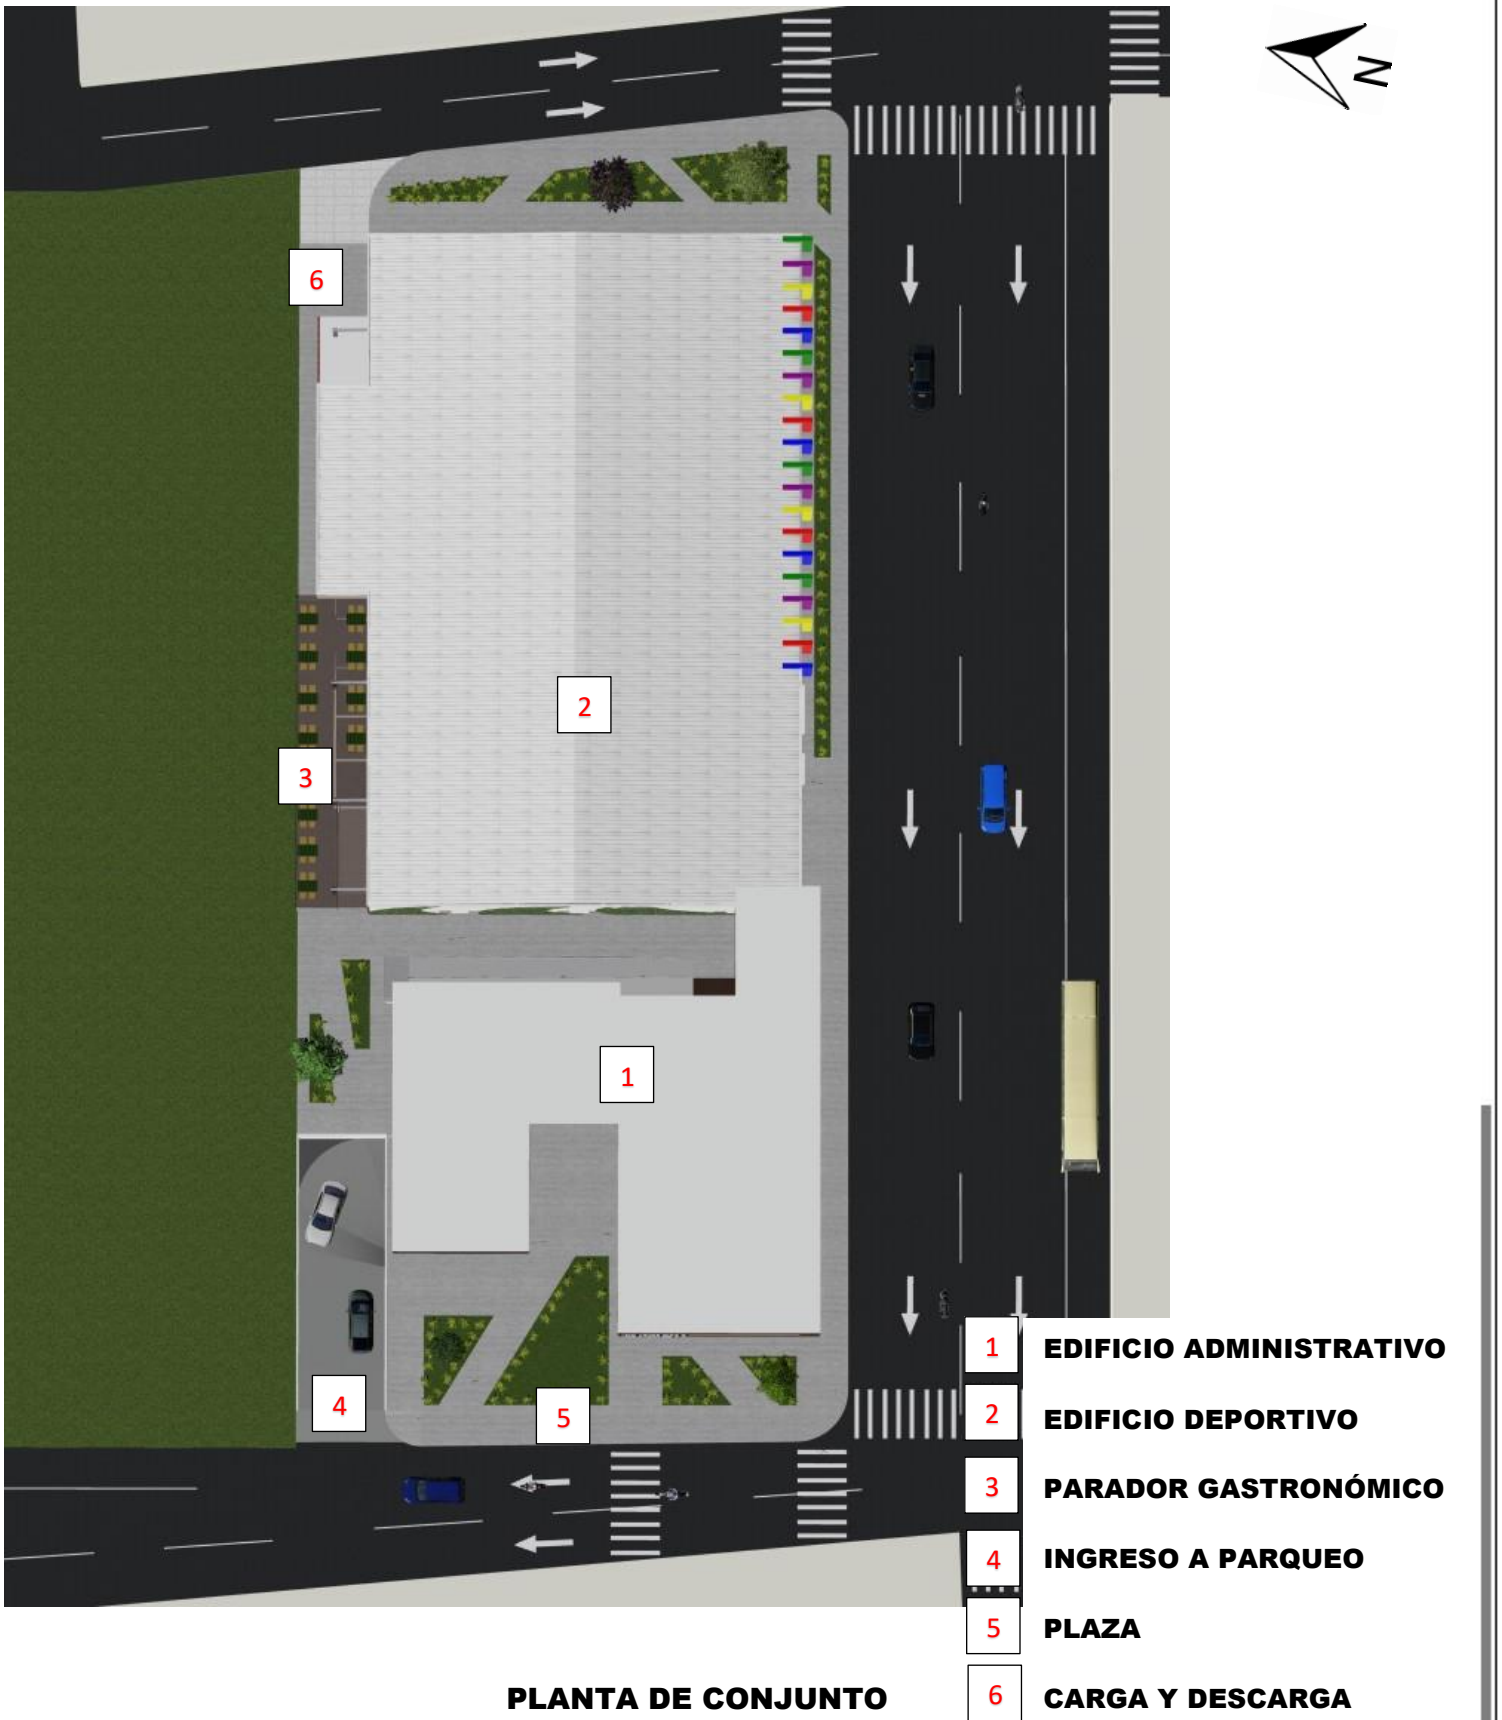 N
6
2
3
1
4
5
1 EDIFICIO ADMINISTRATIVO
2 EDIFICIO DEPORTIVO
3 PARADOR GASTRONÓMICO
4 INGRESO A PARQUEO
5 PLAZA
6 CARGA Y DESCARGA
PLANTA DE CONJUNTO